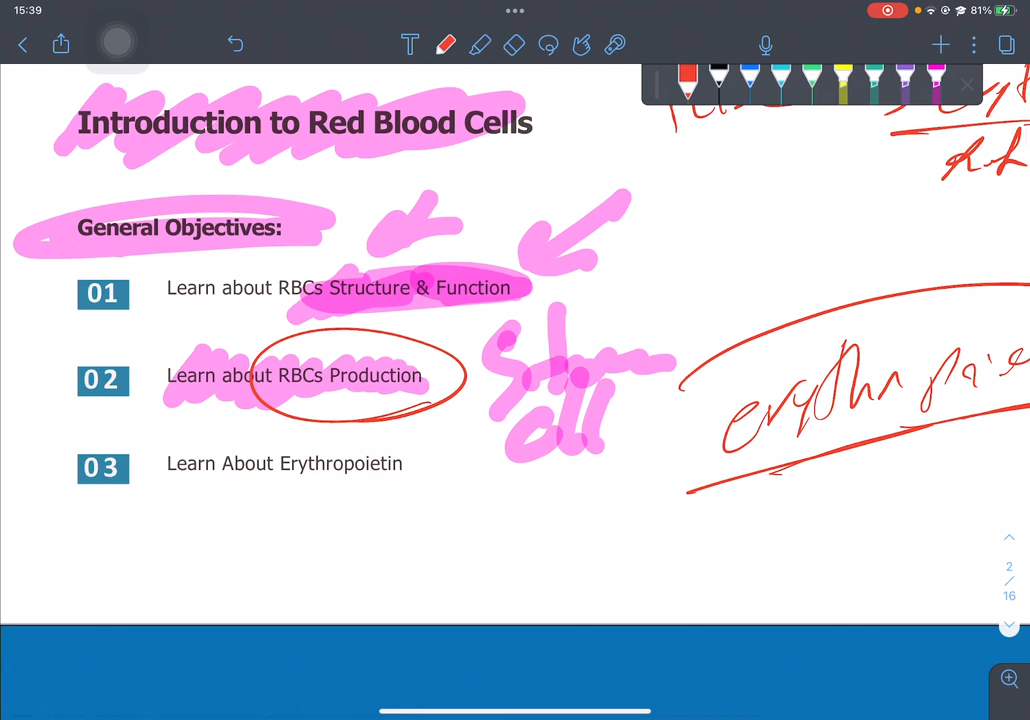 15:39
81%
Introduction to Red Blood Cells
General Objectives:
01 Learn about RBCs Structure & Function
02 Learn about RBCs Production
03 Learn About Erythropoietin
2
/
16